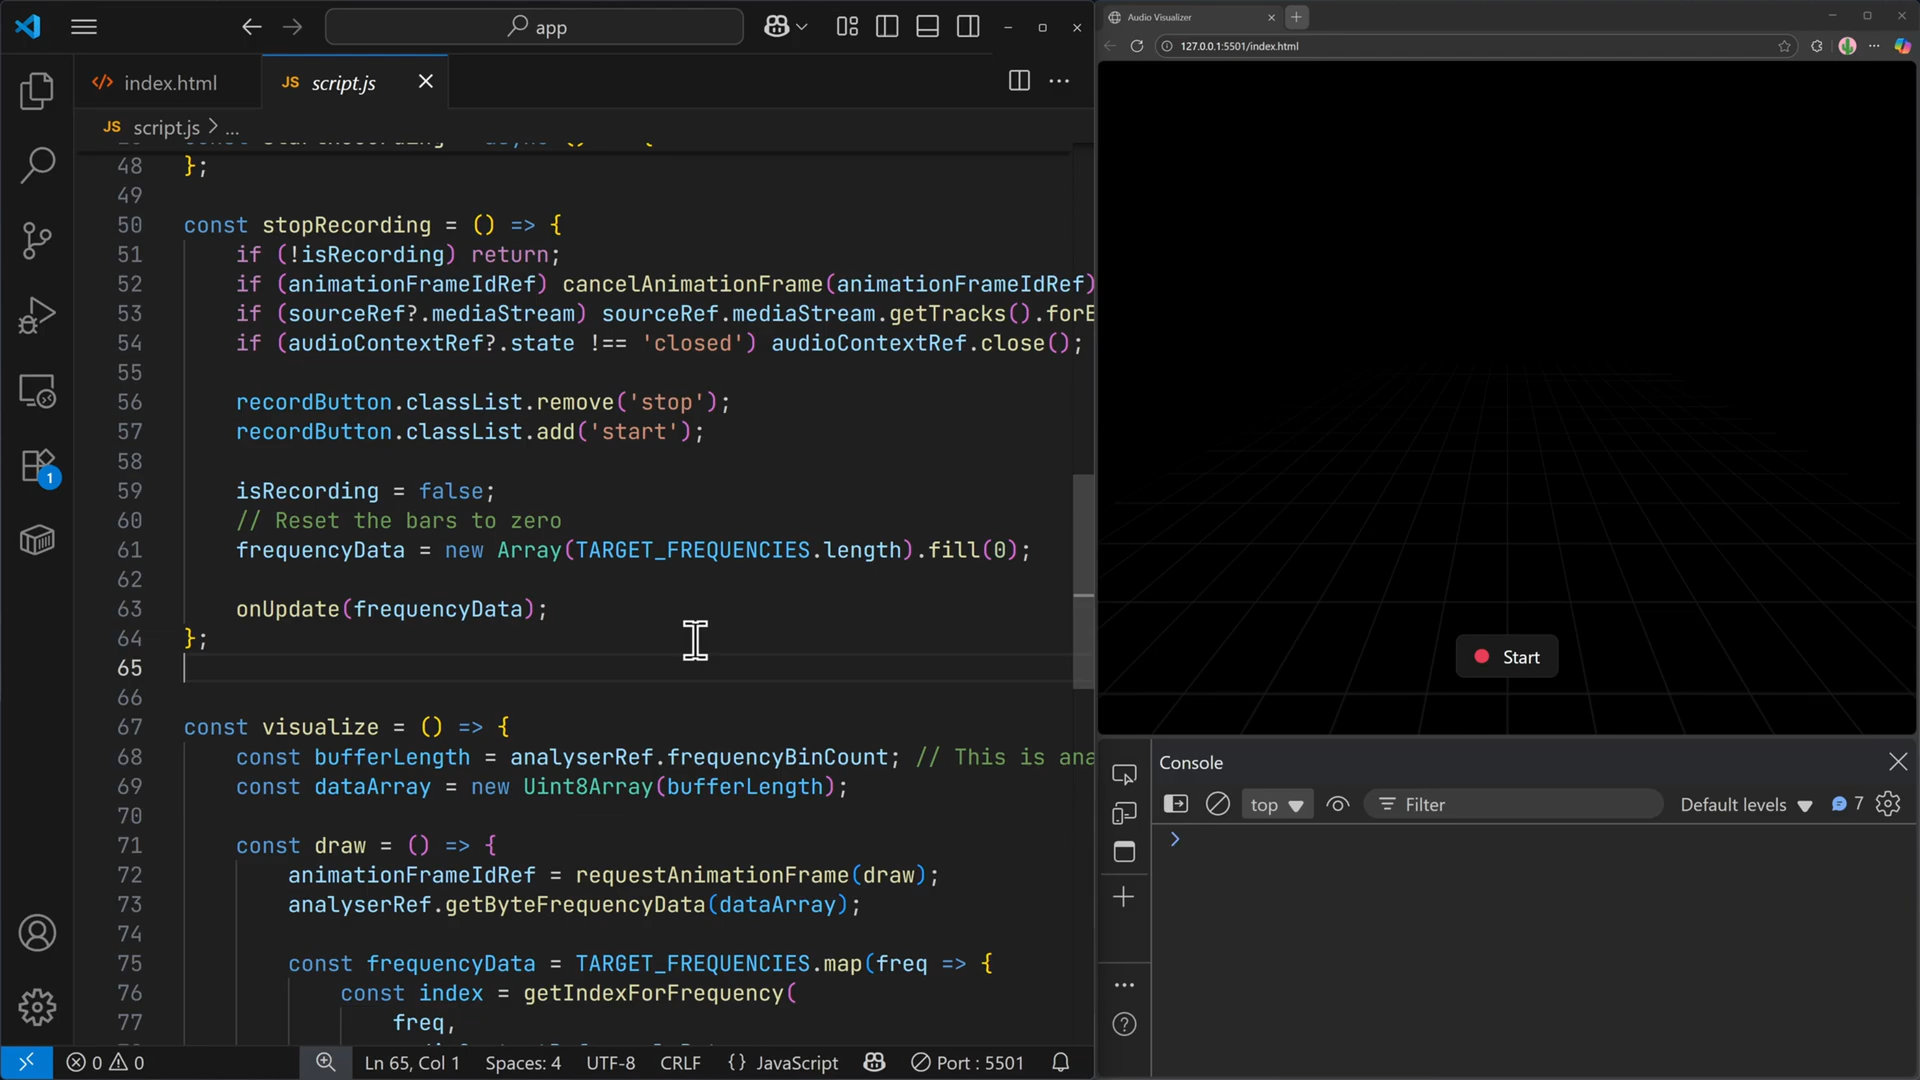 app
index.html
JS script.js
JS script.js > ...
48 };
49
50 const stopRecording = () => {
51 if (!isRecording) return;
52 if (animationFrameIdRef) cancelAnimationFrame(animationFrameIdRef)
53 if (sourceRef?.mediaStream) sourceRef.mediaStream.getTracks().forE
54 if (audioContextRef?.state !== 'closed') audioContextRef.close();
55
56 recordButton.classList.remove('stop');
57 recordButton.classList.add('start');
58
59 isRecording = false;
60 // Reset the bars to zero
61 frequencyData = new Array(TARGET_FREQUENCIES.length).fill(0);
62
63 onUpdate(frequencyData);
64 };
65
66
67 const visualize = () => {
68 const bufferLength = analyserRef.frequencyBinCount; // This is ana
69 const dataArray = new Uint8Array(bufferLength);
70
71 const draw = () => {
72 animationFrameIdRef = requestAnimationFrame(draw);
73 analyserRef.getByteFrequencyData(dataArray);
74
75 const frequencyData = TARGET_FREQUENCIES.map(freq => {
76 const index = getIndexForFrequency(
77 freq,
1
0 0
Ln 65, Col 1 Spaces: 4 UTF-8 CRLF {} JavaScript Port : 5501
Audio Visualizer
127.0.0.1:5501/index.html
Start
Console
top Filter Default levels 7